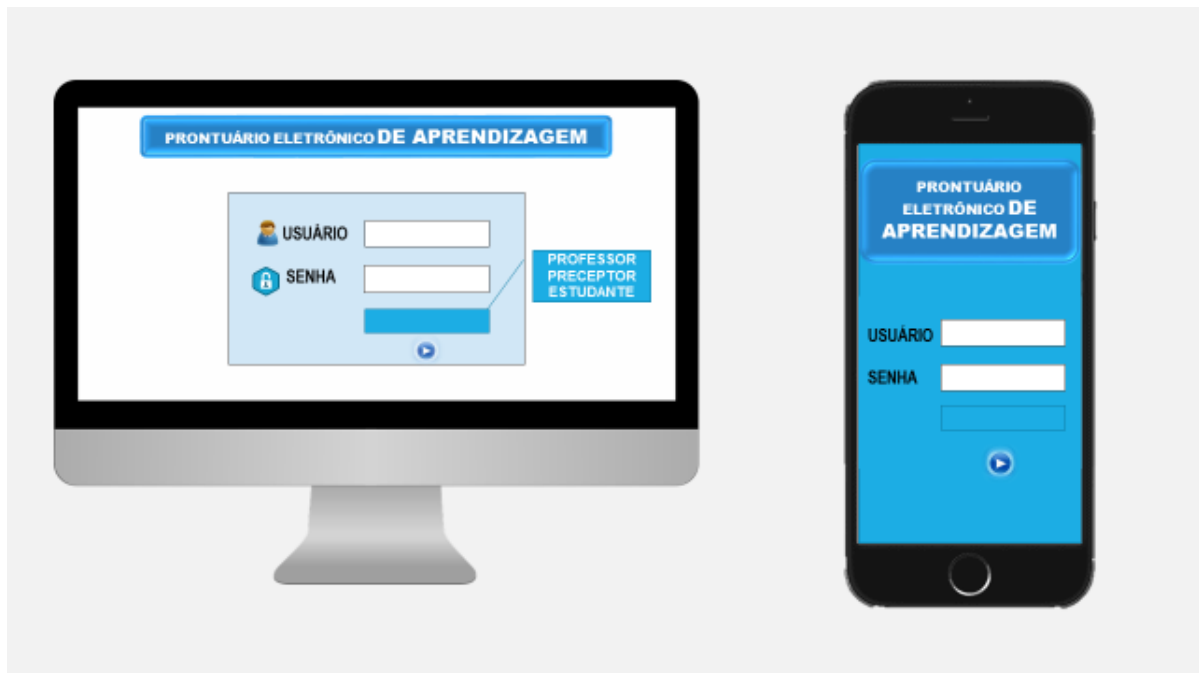 PRONTUÁRIO ELETRÔNICO DE APRENDIZAGEM
USUÁRIO
SENHA
PROFESSOR
PRECEPTOR
ESTUDANTE
PRONTUÁRIO
ELETRÔNICO DE
APRENDIZAGEM
USUÁRIO
SENHA